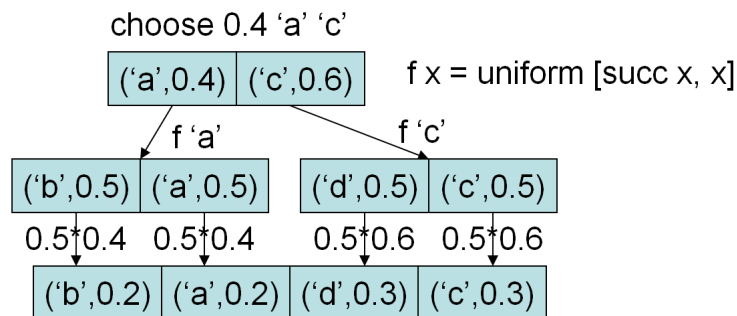 choose 0.4 ‘a’ ‘c’
(‘a’,0.4) (‘c’,0.6) f x = uniform [succ x, x]
f ‘a’ f ‘c’
(‘b’,0.5) (‘a’,0.5) (‘d’,0.5) (‘c’,0.5)
0.5*0.4 0.5*0.4 0.5*0.6 0.5*0.6
(‘b’,0.2) (‘a’,0.2) (‘d’,0.3) (‘c’,0.3)